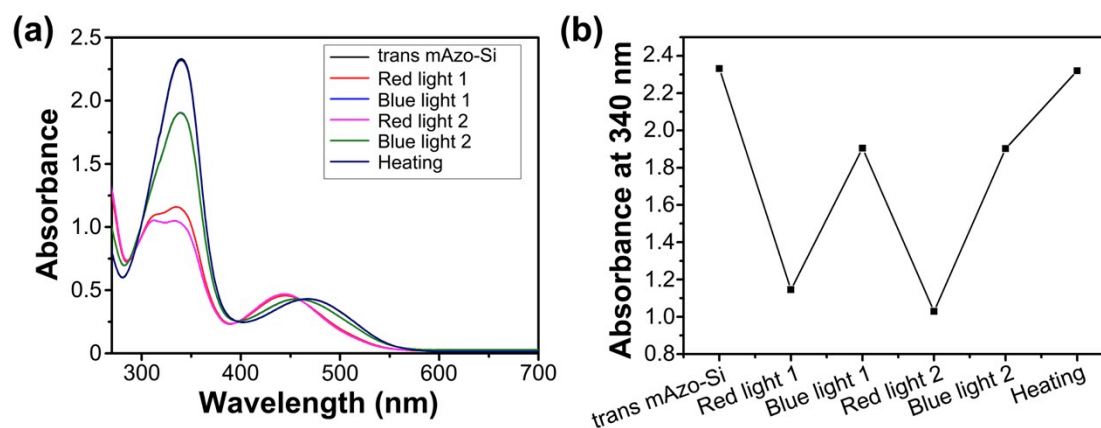 (a)
2.5
2.0
1.5
1.0
0.5
0
Absorbance
trans mAzo-Si
Red light 1
Blue light 1
Red light 2
Blue light 2
Heating
300
400
500
600
700
Wavelength (nm)
(b)
2.4
2.2
2.0
1.8
1.6
1.4
1.2
1.0
0.8
Absorbance at 340 nm
trans mAzo-Si
Red light 1
Blue light 1
Red light 2
Blue light 2
Heating